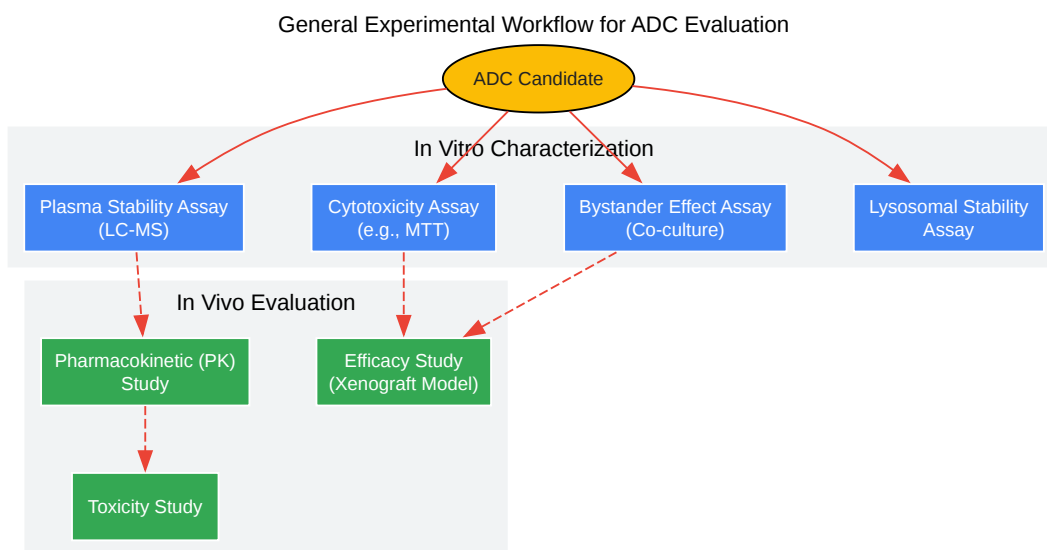 General Experimental Workflow for ADC Evaluation
ADC Candidate
In Vitro Characterization
Plasma Stability Assay
(LC-MS)
Cytotoxicity Assay
(e.g., MTT)
Bystander Effect Assay
(Co-culture)
Lysosomal Stability
Assay
In Vivo Evaluation
Pharmacokinetic (PK)
Study
Efficacy Study
(Xenograft Model)
Toxicity Study